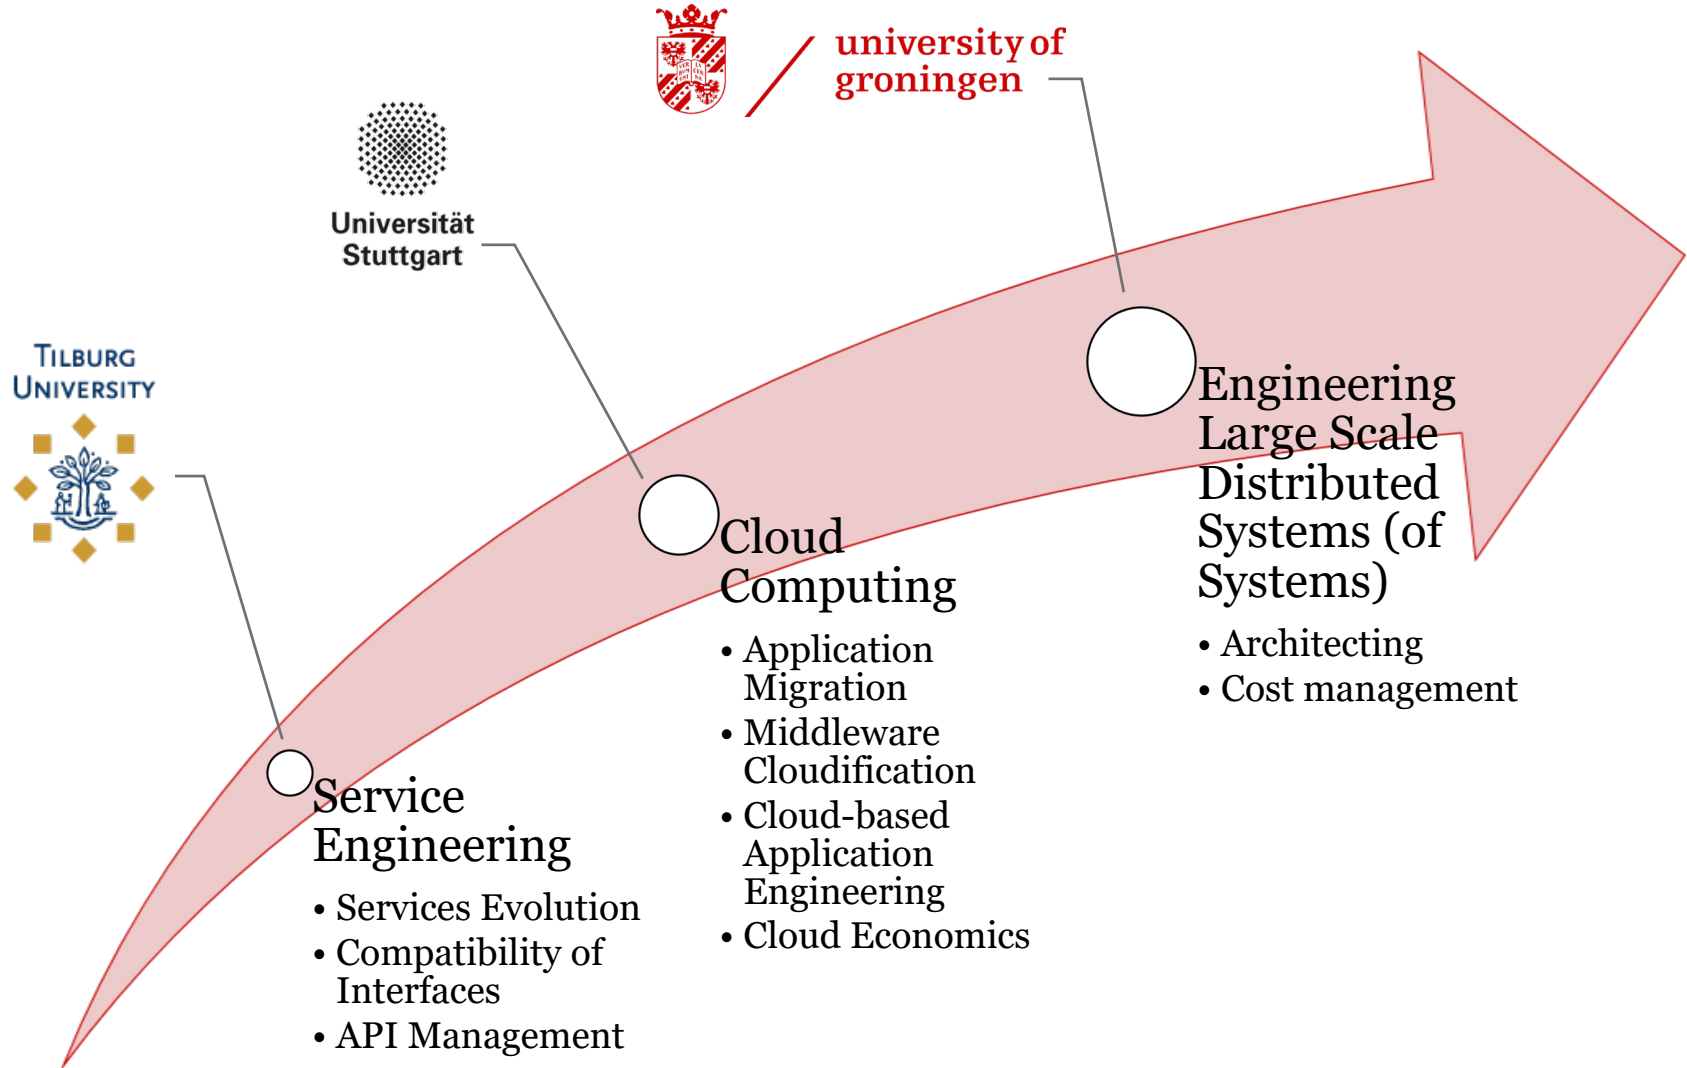 university of
groningen
Universität
Stuttgart
TILBURG
UNIVERSITY
Service
Engineering
• Services Evolution
• Compatibility of
Interfaces
• API Management
Cloud
Computing
• Application
Migration
• Middleware
Cloudification
• Cloud-based
Application
Engineering
• Cloud Economics
Engineering
Large Scale
Distributed
Systems (of
Systems)
• Architecting
• Cost management